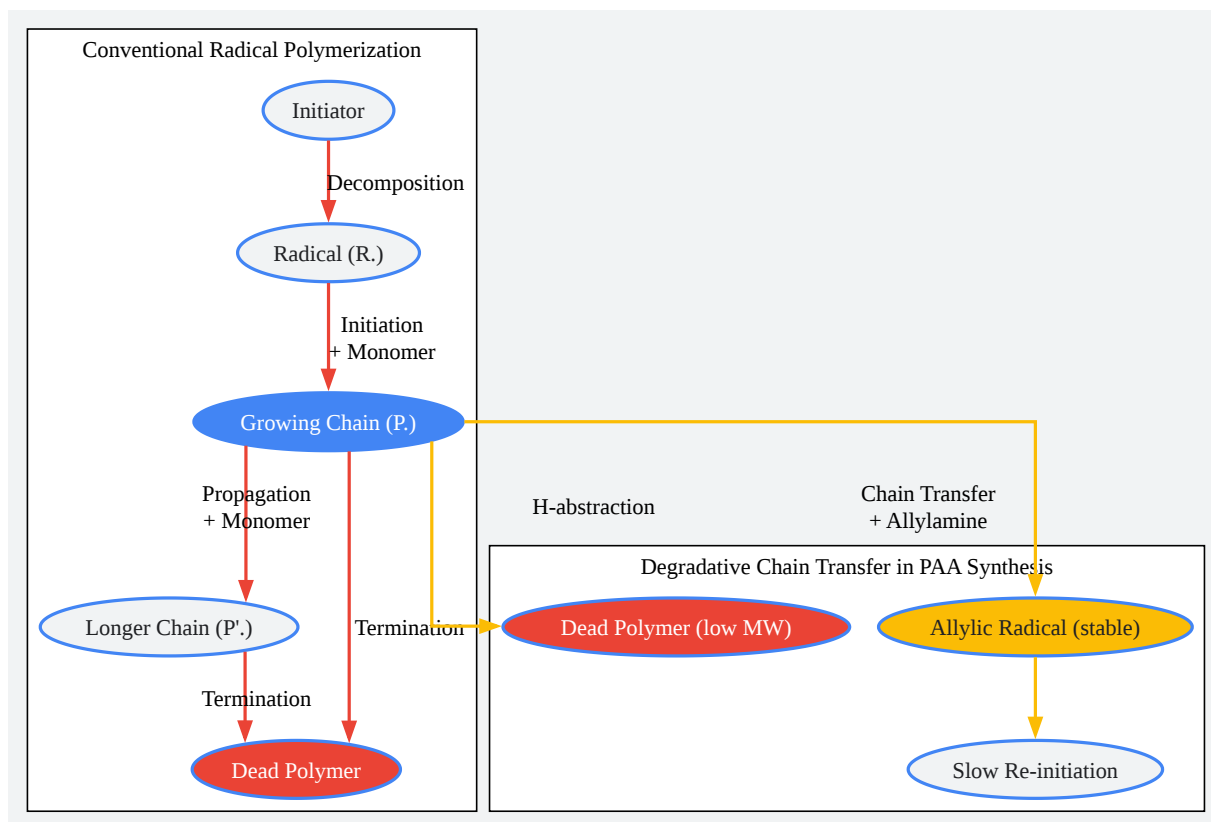 Conventional Radical Polymerization
Initiator
Decomposition
Radical (R.)
Initiation
+ Monomer
Growing Chain (P.)
Propagation
+ Monomer
H-abstraction
Chain Transfer
+ Allylamine
Degradative Chain Transfer in PAA Synthesis
Longer Chain (P'.)
Termination
Dead Polymer (low MW)
Allylic Radical (stable)
Termination
Dead Polymer
Slow Re-initiation